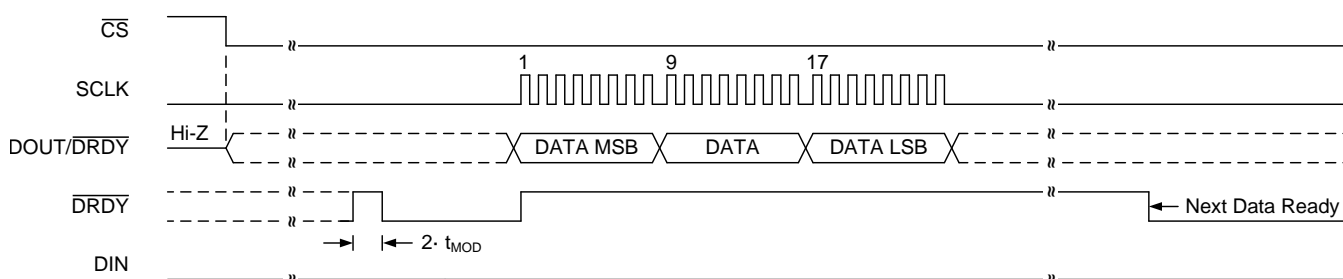 CS
1 9 17
SCLK
Hi-Z
DOUT/DRDY DATA MSB DATA DATA LSB
DRDY
Next Data Ready
2· tMOD
DIN